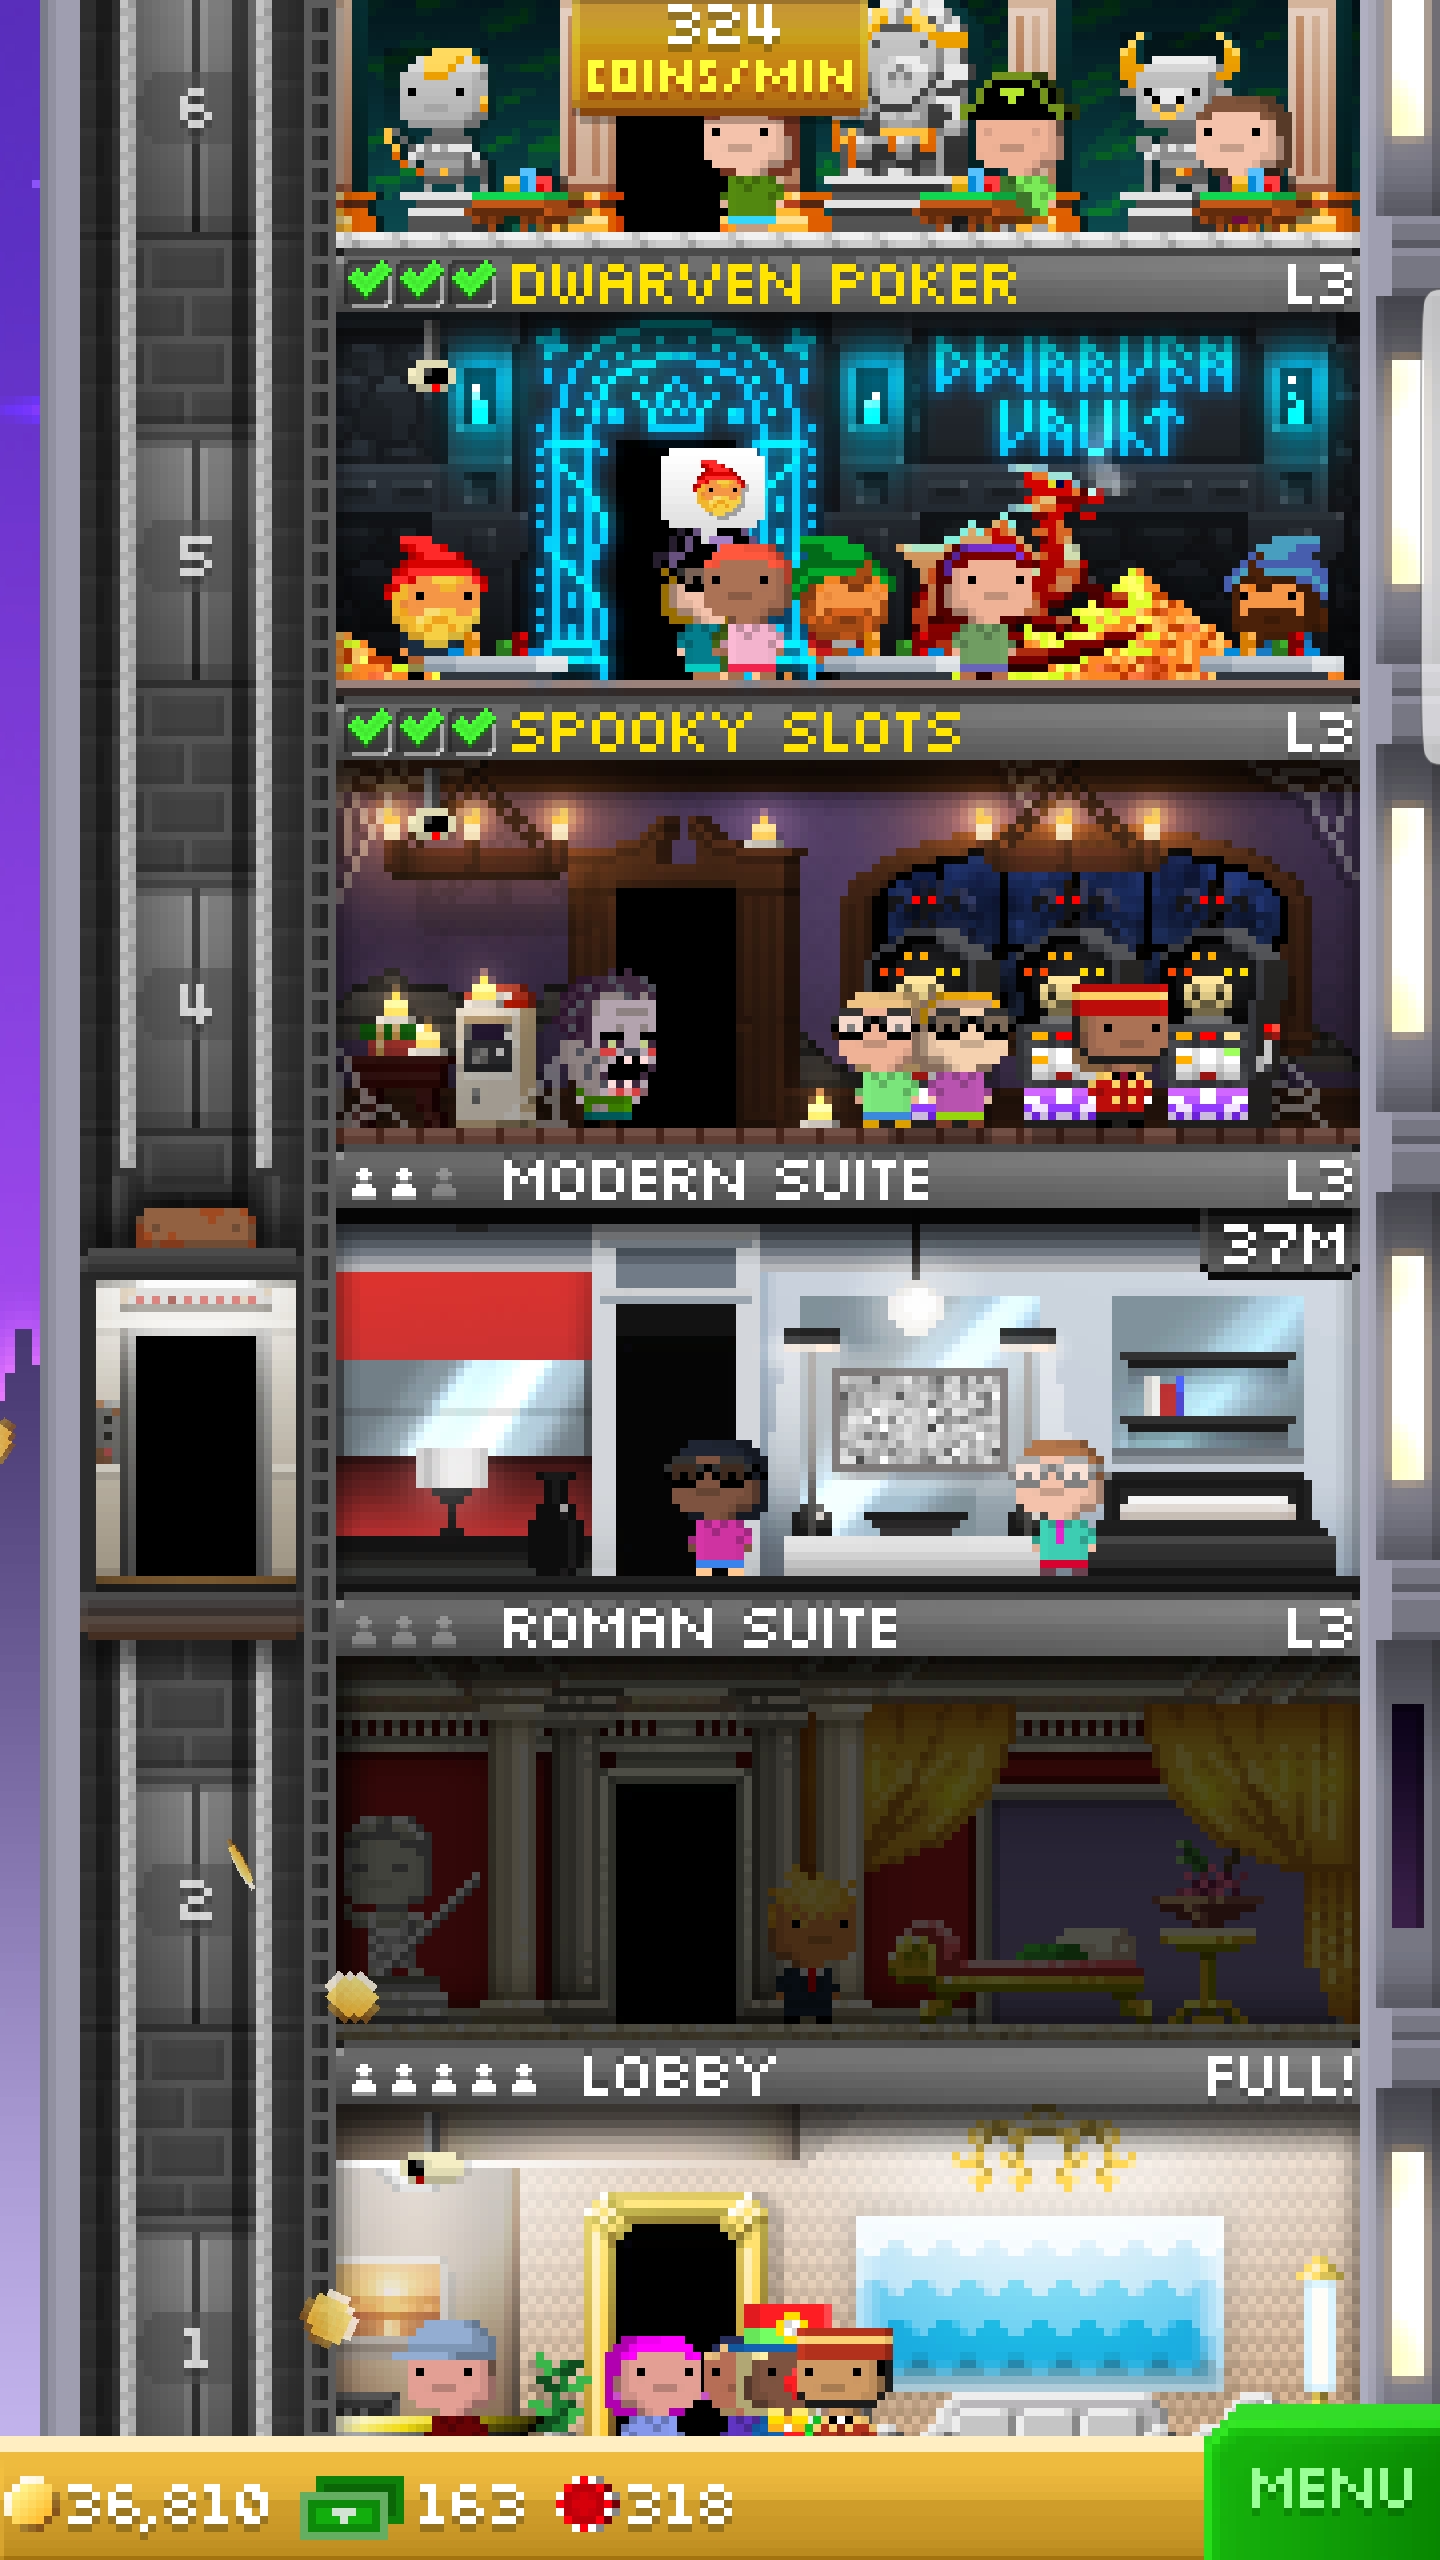 324
COINS/MIN
6
DWARVEN POKER L3
DWARVEN
VAULT
5
SPOOKY SLOTS L3
4
MODERN SUITE L3
37M
ROMAN SUITE L3
2
LOBBY FULL!
1
36,810 163 318 MENU